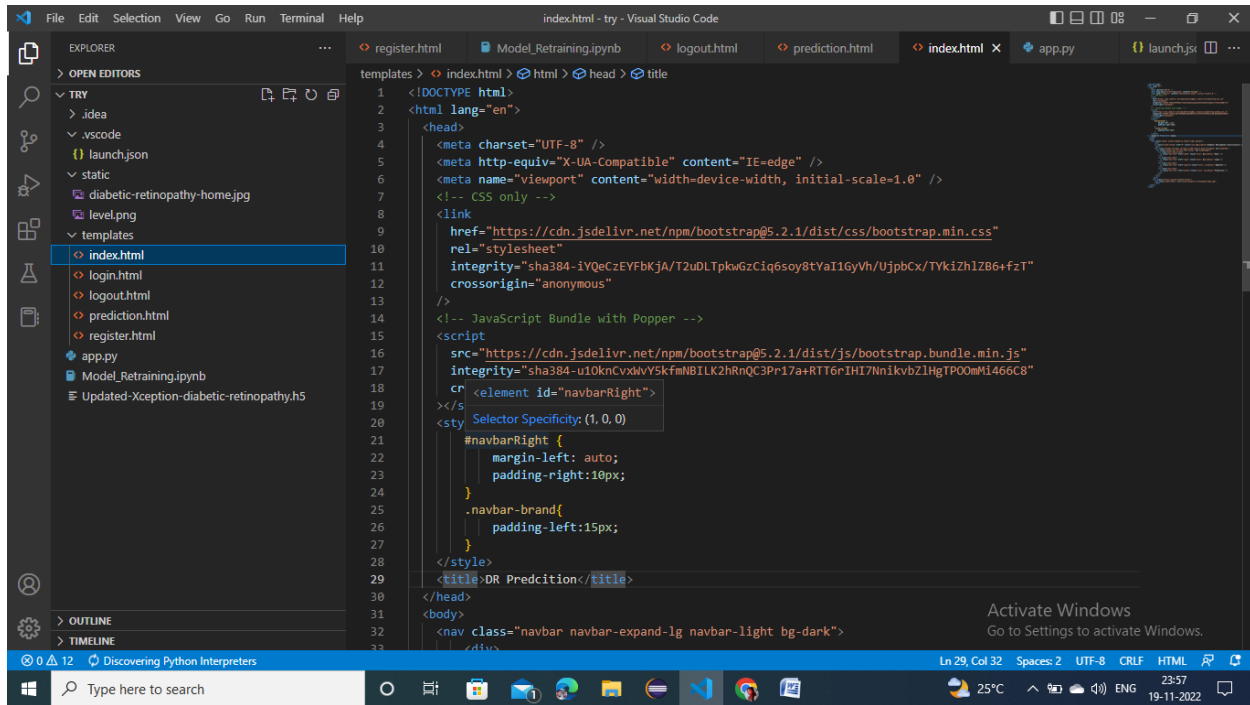 File Edit Selection View Go Run Terminal Help
index.html - try - Visual Studio Code
EXPLORER
OPEN EDITORS
TRY
.idea
.vscode
{} launch.json
static
diabetic-retinopathy-home.jpg
level.png
templates
<> index.html
<> login.html
<> logout.html
<> prediction.html
<> register.html
app.py
Model_Retraining.ipynb
Updated-Xception-diabetic-retinopathy.h5
OUTLINE
TIMELINE
<> register.html Model_Retraining.ipynb <> logout.html <> prediction.html <> index.html app.py {} launch.jsc
templates > <> index.html > html > head > title
1 <!DOCTYPE html>
2 <html lang="en">
3 <head>
4 <meta charset="UTF-8" />
5 <meta http-equiv="X-UA-Compatible" content="IE=edge" />
6 <meta name="viewport" content="width=device-width, initial-scale=1.0" />
7 <!-- CSS only -->
8 <link
9 href="https://cdn.jsdelivr.net/npm/bootstrap@5.2.1/dist/css/bootstrap.min.css"
10 rel="stylesheet"
11 integrity="sha384-iYQeCzEYFbKjA/T2uDLTpkwGzCiq6soy8tYaI1GyVh/UjpbCx/TYkiZhlZB6+fzT"
12 crossorigin="anonymous"
13 />
14 <!-- JavaScript Bundle with Popper -->
15 <script
16 src="https://cdn.jsdelivr.net/npm/bootstrap@5.2.1/dist/js/bootstrap.bundle.min.js"
17 integrity="sha384-u1OknCvxWvY5kfmNBILK2hRnQC3Pr17a+RTT6rIHI7NnikvbZlHgTPOOmMi466C8"
18 cr
<element id="navbarRight">
19 ></s
Selector Specificity: (1, 0, 0)
20 <sty
21 #navbarRight {
22 margin-left: auto;
23 padding-right:10px;
24 }
25 .navbar-brand{
26 padding-left:15px;
27 }
28 </style>
29 <title>DR Predcition</title>
30 </head>
31 <body>
32 <nav class="navbar navbar-expand-lg navbar-light bg-dark">
33 <div>
Activate Windows
Go to Settings to activate Windows.
0 12 Discovering Python Interpreters
Ln 29, Col 32 Spaces: 2 UTF-8 CRLF HTML
Type here to search
25°C ENG
23:57
19-11-2022